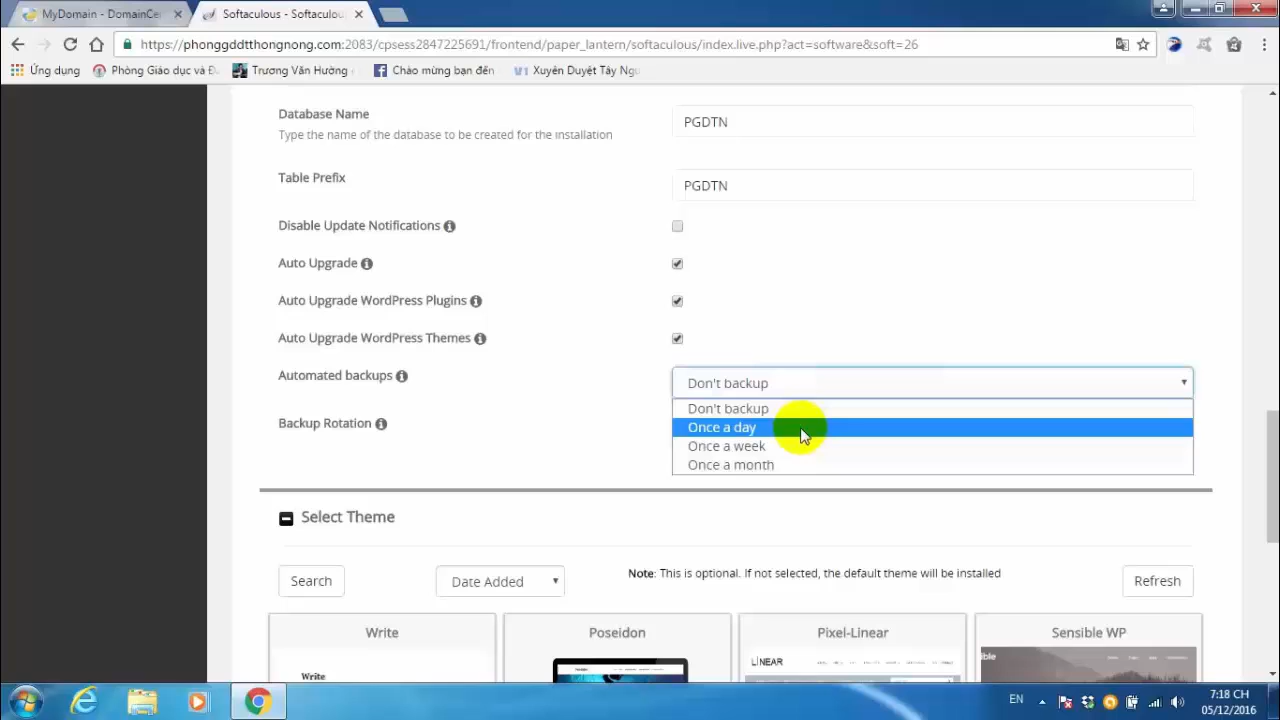 MyDomain - DomainCe
Softaculous - Softaculou
https://phonggddtthongnong.com:2083/cpsess2847225691/frontend/paper_lantern/softaculous/index.live.php?act=software&soft=26
Ứng dụng
Phòng Giáo dục và Đ
Trương Văn Hường
Chào mừng bạn đến
Xuyên Duyệt Tây Ngu
Database Name
PGDTN
Type the name of the database to be created for the installation
Table Prefix
PGDTN
Disable Update Notifications
Auto Upgrade
Auto Upgrade WordPress Plugins
Auto Upgrade WordPress Themes
Automated backups
Don't backup
Don't backup
Backup Rotation
Once a day
Once a week
Once a month
Select Theme
Search
Date Added
Note: This is optional. If not selected, the default theme will be installed
Refresh
Write
Poseidon
Pixel-Linear
Sensible WP
Write
LINEAR
ible
EN
7:18 CH
05/12/2016